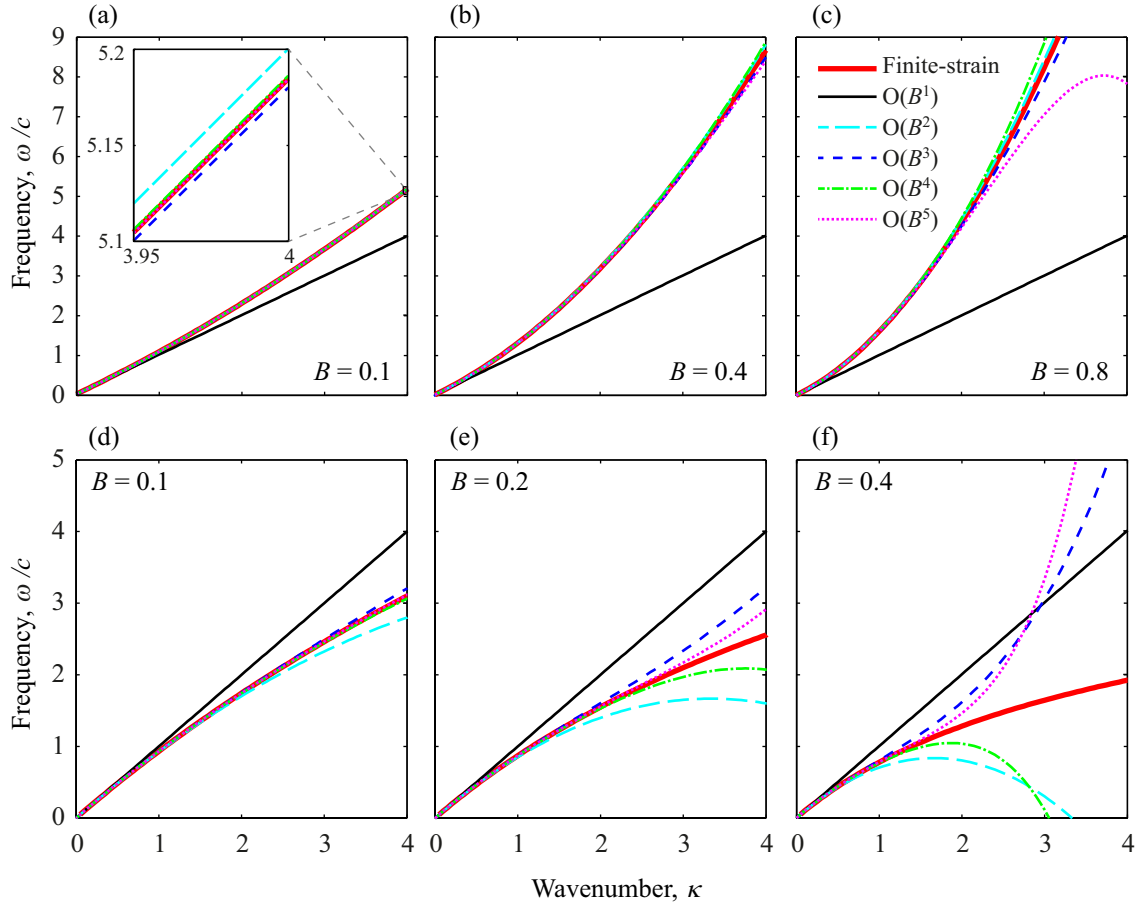 (a)
(b)
(c)
Frequency, ω/c
9
8
7
6
5
4
3
2
1
0
5.2
5.115
5.1
3.95
4
B = 0.1
B = 0.4
B = 0.8
Finite-strain
O(B¹)
O(B²)
O(B³)
O(B⁴)
O(B⁵)
(d)
(e)
(f)
Frequency, ω/c
5
4
3
2
1
0
B = 0.1
B = 0.2
B = 0.4
0 1 2 3 4
0 1 2 3 4
0 1 2 3 4
Wavenumber, κ